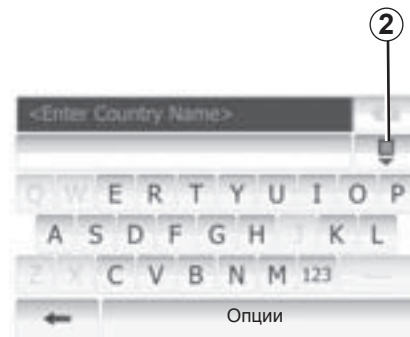 2
<Enter Country Name>
Q W E R T Y U I O P
A S D F G H J K L
Z X C V B N M 123
Опции